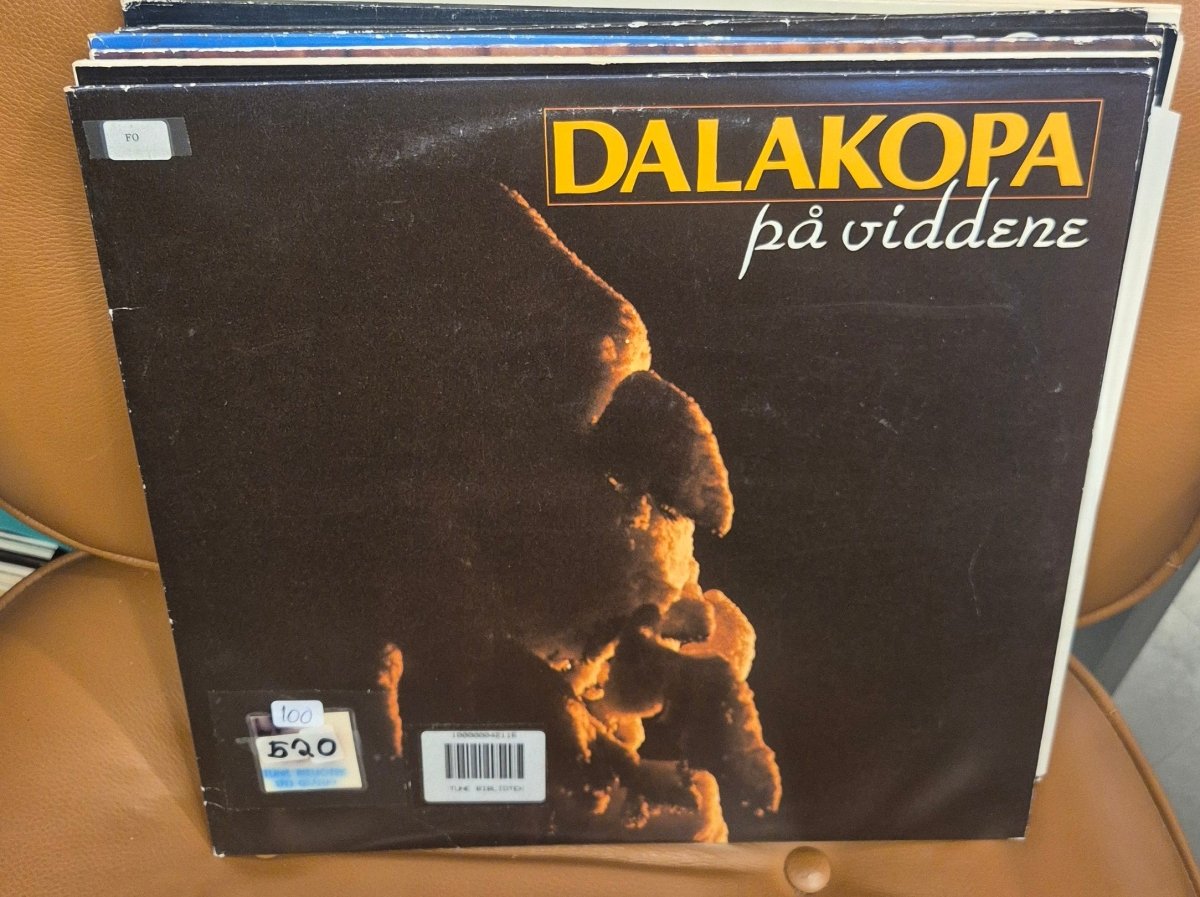 FO
DALAKOPA
på viddene
100
520
TUNE BIBLIOTEK